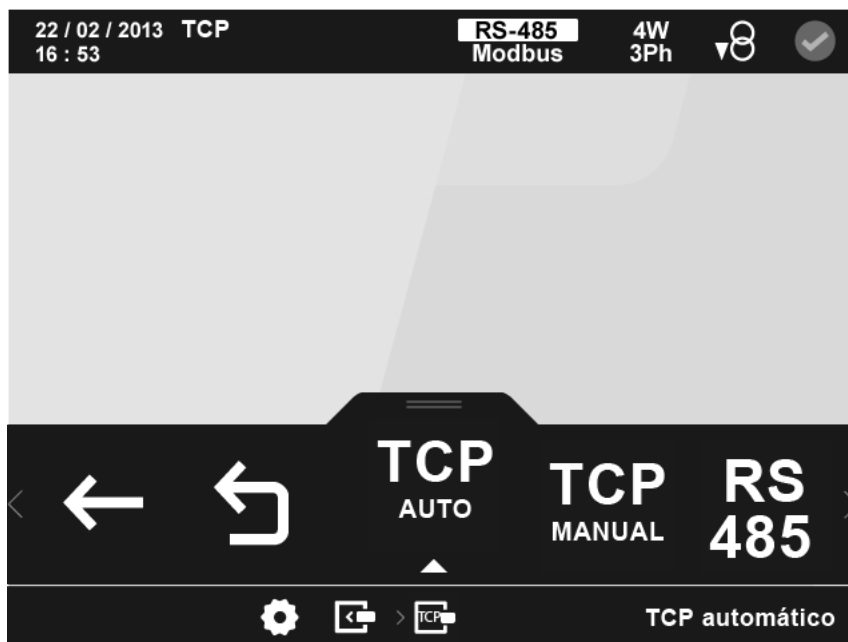 22 / 02 / 2013 TCP
16 : 53
RS-485
Modbus
4W
3Ph
TCP
AUTO
TCP
MANUAL
RS
485
TCP
TCP automático